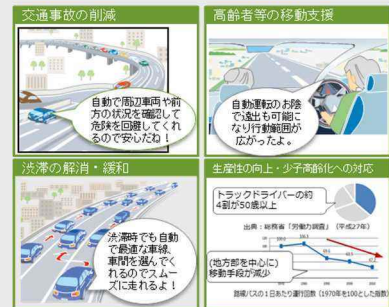 交通事故の削減
自動で周辺車両や前
方の状況を確認して
危険を回避してくれ
るので安心だね！
高齢者等の移動支援
自動運転のお陰
で遠出も可能に
なり行動範囲が
広がったよ。
渋滞の解消・緩和
渋滞時でも自動
で最適な車線、
車間を選んでく
れるのでスムー
ズに走れるよ！
生産性の向上・少子高齢化への対応
トラックドライバーの約
4割が50歳以上
出典：総務省「労働力調査」（平成27年）
(地方部を中心に)
移動手段が減少
路線バスの1日あたり運行回数（1970年を100とした指数）